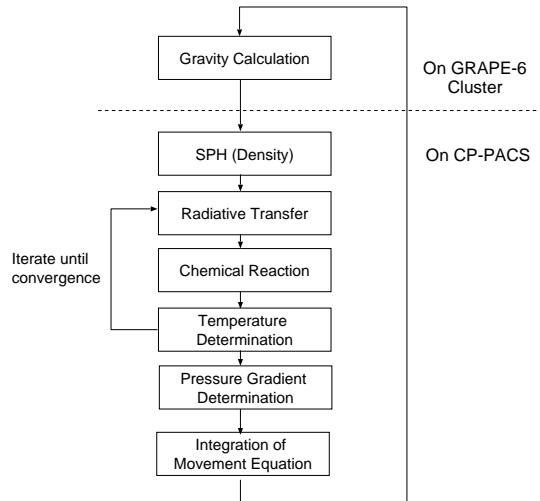 Gravity Calculation
On GRAPE-6
Cluster
SPH (Density)
On CP-PACS
Radiative Transfer
Iterate until
convergence
Chemical Reaction
Temperature
Determination
Pressure Gradient
Determination
Integration of
Movement Equation